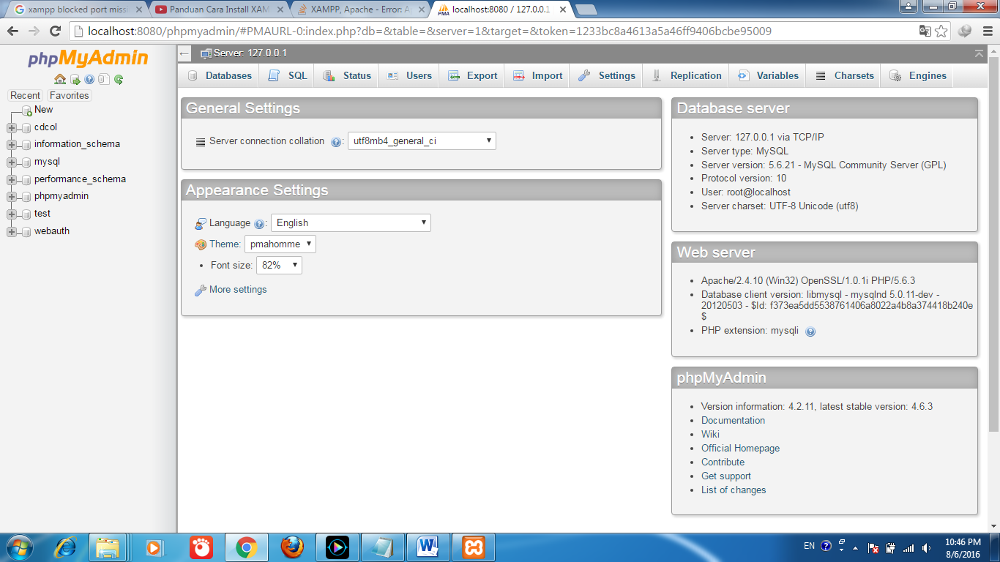 xampp blocked port miss
Panduan Cara Install XAM
XAMPP, Apache - Error: A
localhost:8080 / 127.0.0.1
localhost:8080/phpmyadmin/#PMAURL-0:index.php?db=&table=&server=1&target=&token=1233bc8a4613a5a46ff9406bcbe95009
phpMyAdmin
Recent Favorites
New
cdcol
information_schema
mysql
performance_schema
phpmyadmin
test
webauth
Server: 127.0.0.1
Databases SQL Status Users Export Import Settings Replication Variables Charsets Engines
General Settings
Server connection collation : utf8mb4_general_ci
Appearance Settings
Language : English
Theme: pmahomme
Font size: 82%
More settings
Database server
Server: 127.0.0.1 via TCP/IP
Server type: MySQL
Server version: 5.6.21 - MySQL Community Server (GPL)
Protocol version: 10
User: root@localhost
Server charset: UTF-8 Unicode (utf8)
Web server
Apache/2.4.10 (Win32) OpenSSL/1.0.1i PHP/5.6.3
Database client version: libmysql - mysqlnd 5.0.11-dev -
20120503 - $Id: f373ea5dd5538761406a8022a4b8a374418b240e
$
PHP extension: mysqli
phpMyAdmin
Version information: 4.2.11, latest stable version: 4.6.3
Documentation
Wiki
Official Homepage
Contribute
Get support
List of changes
EN
10:46 PM
8/6/2016